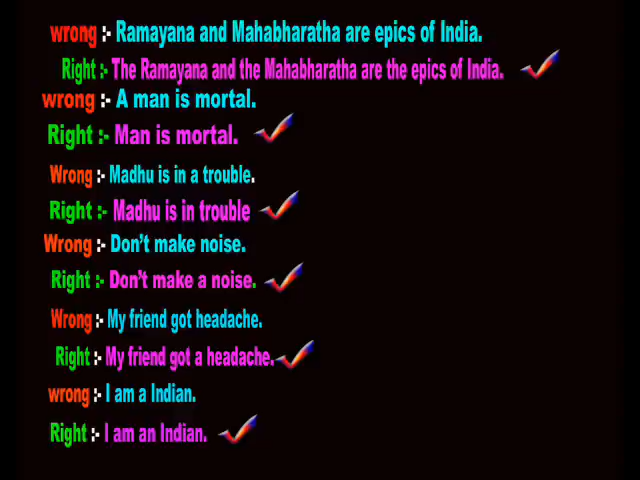 wrong :- Ramayana and Mahabharatha are epics of India.
Right :- The Ramayana and the Mahabharatha are the epics of India.
wrong :- A man is mortal.
Right :- Man is mortal.
Wrong :- Madhu is in a trouble.
Right :- Madhu is in trouble
Wrong :- Don't make noise.
Right :- Don't make a noise.
Wrong :- My friend got headache.
Right :- My friend got a headache.
wrong :- I am a Indian.
Right :- I am an Indian.